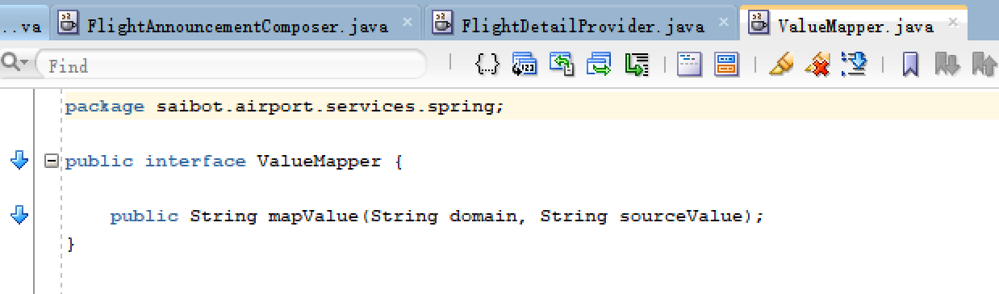 ..va FlightAnnouncementComposer.java FlightDetailProvider.java ValueMapper.java
Find
package saibot.airport.services.spring;
public interface ValueMapper {
public String mapValue(String domain, String sourceValue);
}